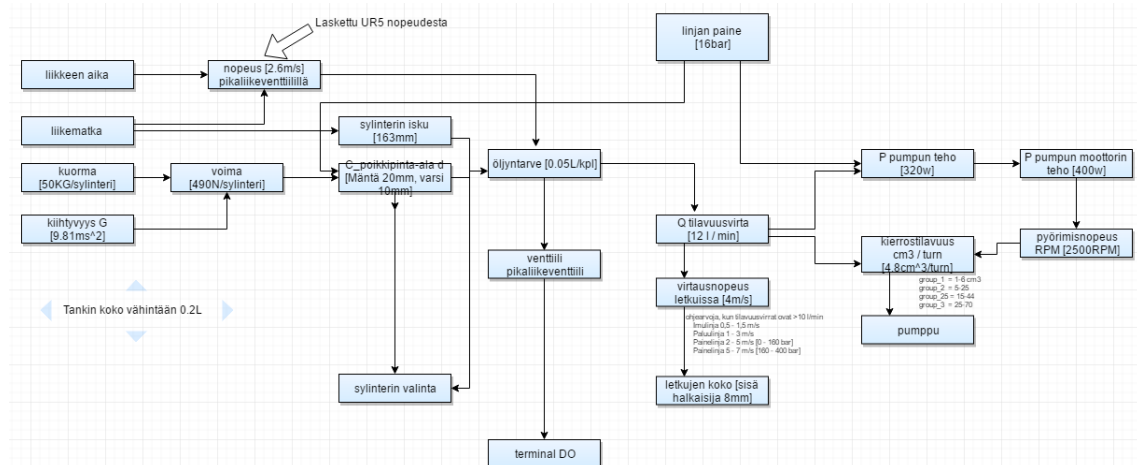 Laskettu UR5 nopeudesta
linjan paine
[16bar]
liikkeen aika
nopeus [2.6m/s]
pikaliikeventtiilillä
liikematka
sylinterin isku
[163mm]
kuorma
[50KG/sylinteri]
voima
[490N/sylinteri]
C_poikkipinta-ala d
[Mäntä 20mm, varsi
10mm]
öljyntarve [0.05L/kpl]
P pumpun teho
[320w]
P pumpun moottorin
teho [400w]
kiihtyvyys G
[9.81ms^2]
Q tilavuusvirta
[12 l / min]
kierrostilavuus
cm3 / turn
[4.8cm^3/turn]
pyörimisnopeus
RPM [2500RPM]
venttiili
pikaliikeventtiili
group_1 = 1-6 cm3
group_2 = 5-25
group_25 = 15-44
group_3 = 25-70
virtausnopeus
letkuissa [4m/s]
Tankin koko vähintään 0.2L
ohjearvoja, kun tilavuusvirrat ovat >10 l/min
Imulinja 0,5 - 1,5 m/s
Paluulinja 1 - 3 m/s
Painelinja 2 - 5 m/s [0 - 160 bar]
Painelinja 5 - 7 m/s [160 - 400 bar]
pumppu
sylinterin valinta
letkujen koko [sisä
halkaisija 8mm]
terminal DO